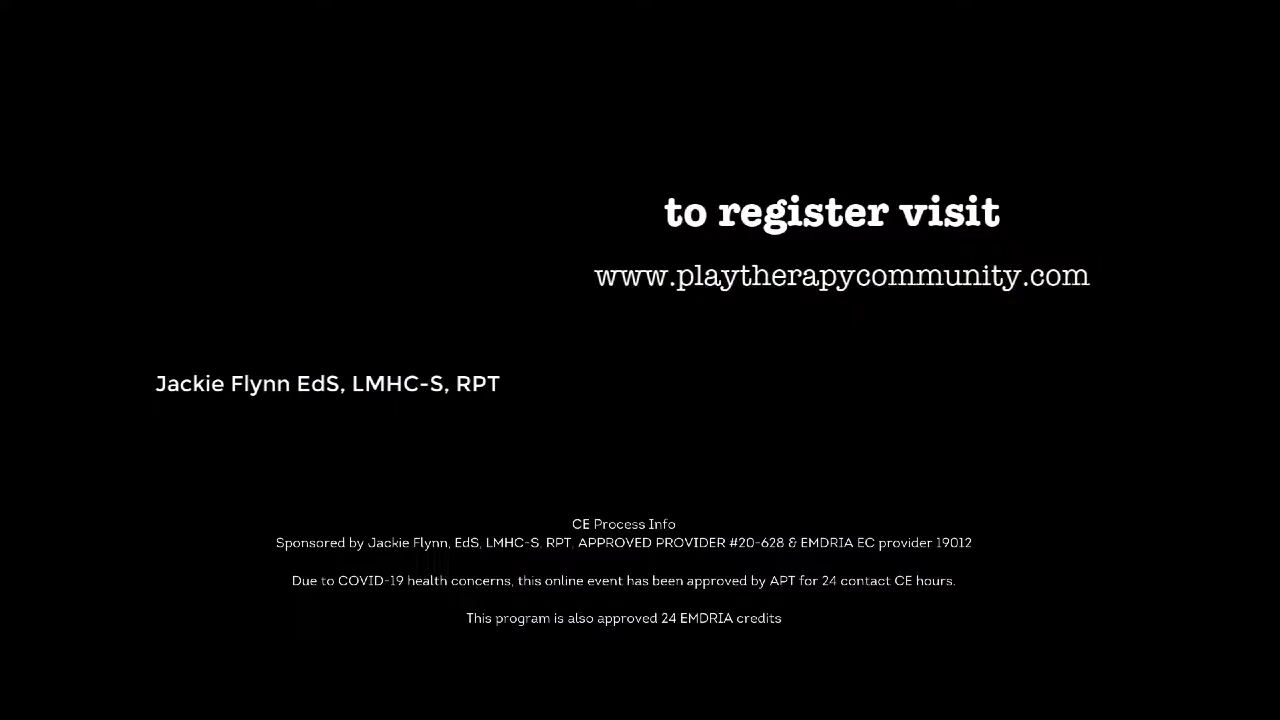 to register visit
www.playtherapycommunity.com
Jackie Flynn EdS, LMHC-S, RPT
CE Process Info
Sponsored by Jackie Flynn, EdS, LMHC-S, RPT, APPROVED PROVIDER #20-628 & EMDRIA EC provider 19012
Due to COVID-19 health concerns, this online event has been approved by APT for 24 contact CE hours.
This program is also approved 24 EMDRIA credits